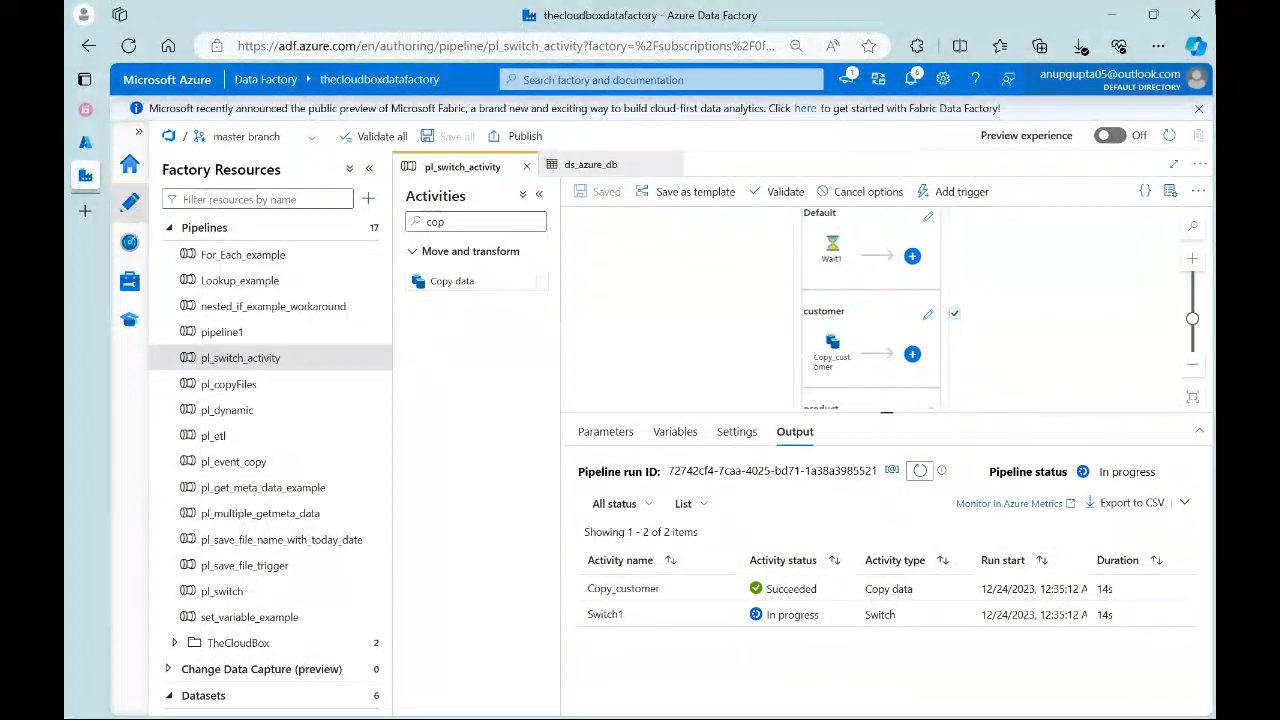 thecloudboxdatafactory - Azure Data Factory
https://adf.azure.com/en/authoring/pipeline/pl_switch_activity?factory=%2Fsubscriptions%2F0f...
Microsoft Azure
Data Factory
thecloudboxdatafactory
Search factory and documentation
1
6
anupgupta05@outlook.com
DEFAULT DIRECTORY
Microsoft recently announced the public preview of Microsoft Fabric, a brand new and exciting way to build cloud-first data analytics. Click here to get started with Fabric Data Factory!
/ master branch
Validate all
Save all
Publish
Preview experience
Off
Factory Resources
Filter resources by name
Pipelines 17
For_Each_example
Lookup_example
nested_if_example_workaround
pipeline1
pl_switch_activity
pl_copyFiles
pl_dynamic
pl_etl
pl_event_copy
pl_get_meta_data_example
pl_multiple_getmeta_data
pl_save_file_name_with_today_date
pl_save_file_trigger
pl_switch
set_variable_example
TheCloudBox 2
Change Data Capture (preview) 0
Datasets 6
pl_switch_activity
ds_azure_db
Activities
cop
Move and transform
Copy data
Saved
Save as template
Validate
Cancel options
Add trigger
Default
Wait1
customer
Copy_cust
omer
product
Parameters
Variables
Settings
Output
Pipeline run ID: 72742cf4-7caa-4025-bd71-1a38a3985521
Pipeline status In progress
All status
List
Monitor in Azure Metrics
Export to CSV
Showing 1 - 2 of 2 items
Activity name Activity status Activity type Run start Duration
Copy_customer Succeeded Copy data 12/24/2023, 12:35:12 A 14s
Switch1 In progress Switch 12/24/2023, 12:35:12 A 14s